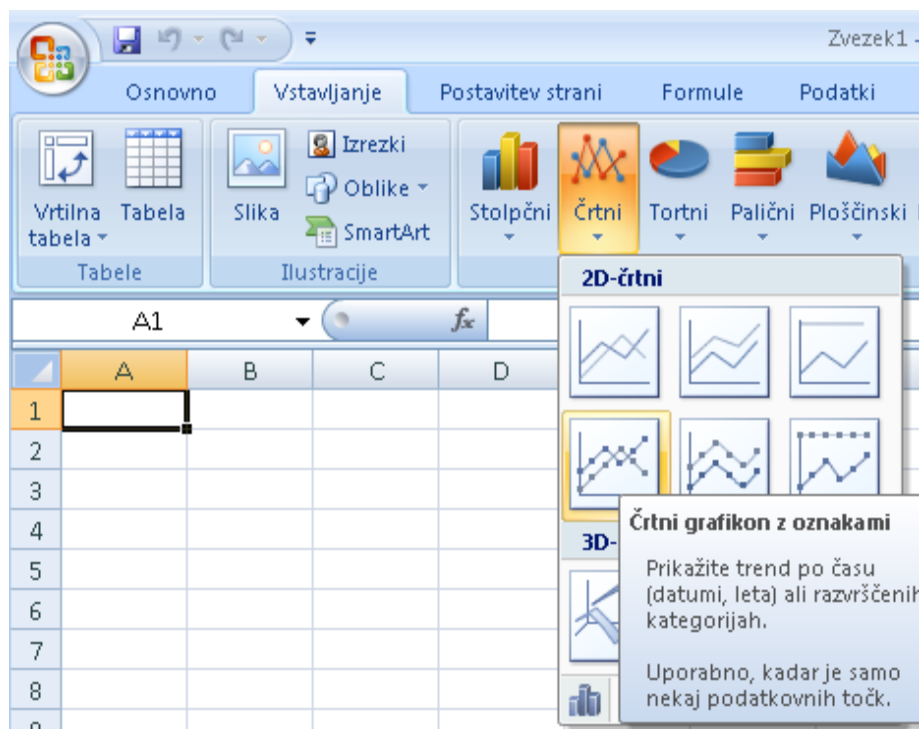 Zvezek1 -
Osnovno Vstavljanje Postavitev strani Formule Podatki
Vrtilna tabela Tabela Slika Izrezki Oblike SmartArt Stolpčni Črtni Tortni Palični Ploščinski
Tabele Ilustracije
2D-črtni
A1 fx
A B C D
1
2
3
4
5
6
7
8
3D-
Črtni grafikon z oznakami
Prikažite trend po času
(datumi, leta) ali razvrščenih
kategorijah.
Uporabno, kadar je samo
nekaj podatkovnih točk.